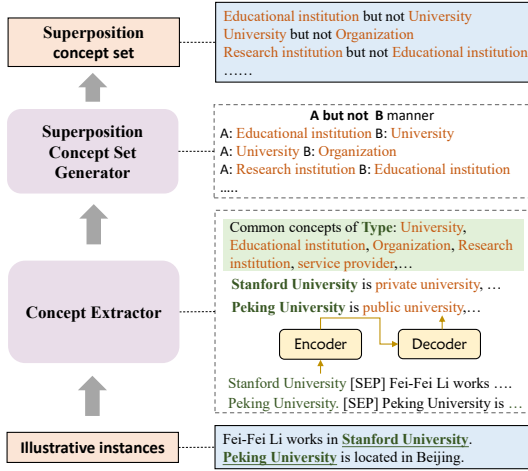 Superposition
concept set
Educational institution but not University
University but not Organization
Research institution but not Educational institution
......
Superposition
Concept Set
Generator
A but not B manner
A: Educational institution B: University
A: University B: Organization
A: Research institution B: Educational institution
.....
Concept Extractor
Common concepts of Type: University,
Educational institution, Organization, Research
institution, service provider,…
Stanford University is private university, …
Peking University is public university,…
Encoder
Decoder
Stanford University [SEP] Fei-Fei Li works ….
Peking University. [SEP] Peking University is …
Illustrative instances
Fei-Fei Li works in Stanford University.
Peking University is located in Beijing.